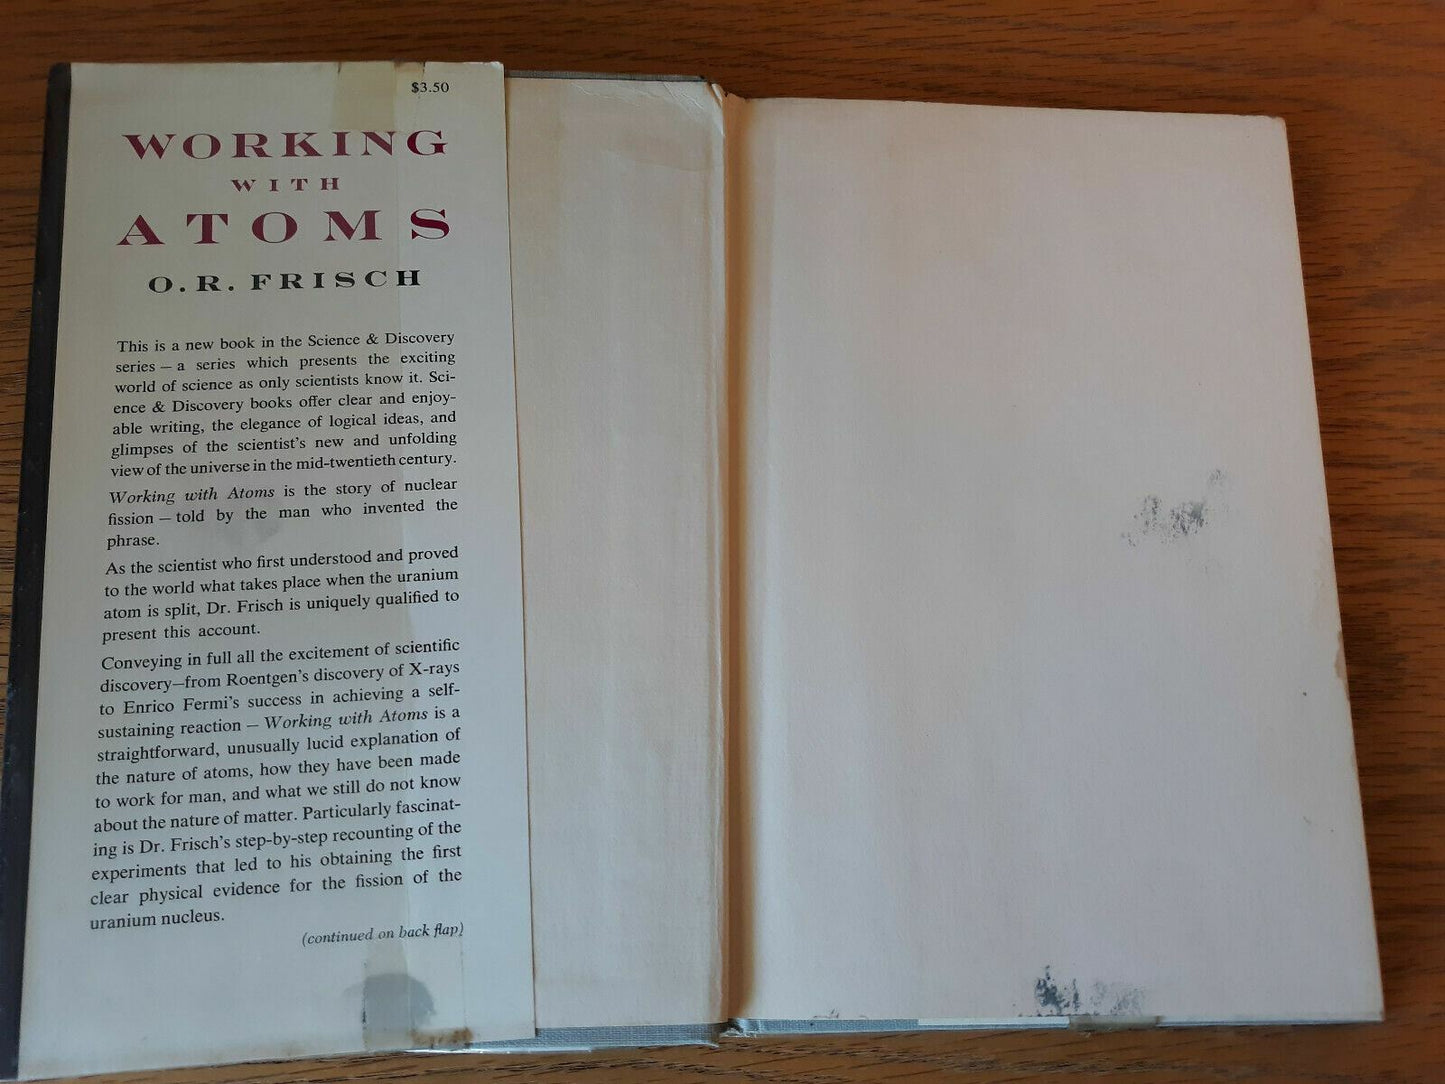 $3.50
WORKING
WITH
ATOMS
O. R. FRISCH
This is a new book in the Science & Discovery
series – a series which presents the exciting
world of science as only scientists know it. Sci-
ence & Discovery books offer clear and enjoy-
able writing, the elegance of logical ideas, and
glimpses of the scientist's new and unfolding
view of the universe in the mid-twentieth century.
Working with Atoms is the story of nuclear
fission – told by the man who invented the
phrase.
As the scientist who first understood and proved
to the world what takes place when the uranium
atom is split, Dr. Frisch is uniquely qualified to
present this account.
Conveying in full all the excitement of scientific
discovery—from Roentgen's discovery of X-rays
to Enrico Fermi's success in achieving a self-
sustaining reaction – Working with Atoms is a
straightforward, unusually lucid explanation of
the nature of atoms, how they have been made
to work for man, and what we still do not know
about the nature of matter. Particularly fascinat-
ing is Dr. Frisch's step-by-step recounting of the
experiments that led to his obtaining the first
clear physical evidence for the fission of the
uranium nucleus.
(continued on back flap)